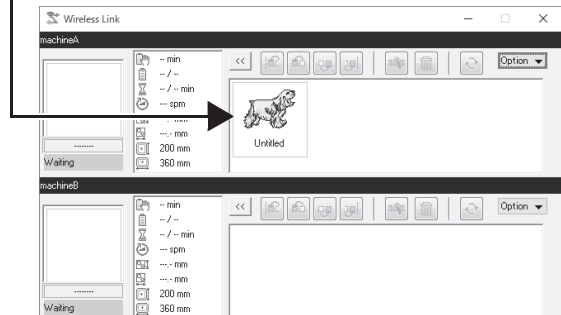 Wireless Link
machineA
-- min
-- / --
-- / -- min
--- spm
---.- mm
---.- mm
200 mm
360 mm
<<
Option
Untitled
--------
Waiting
machineB
-- min
-- / --
-- / -- min
--- spm
---.- mm
---.- mm
200 mm
360 mm
<<
Option
--------
Waiting